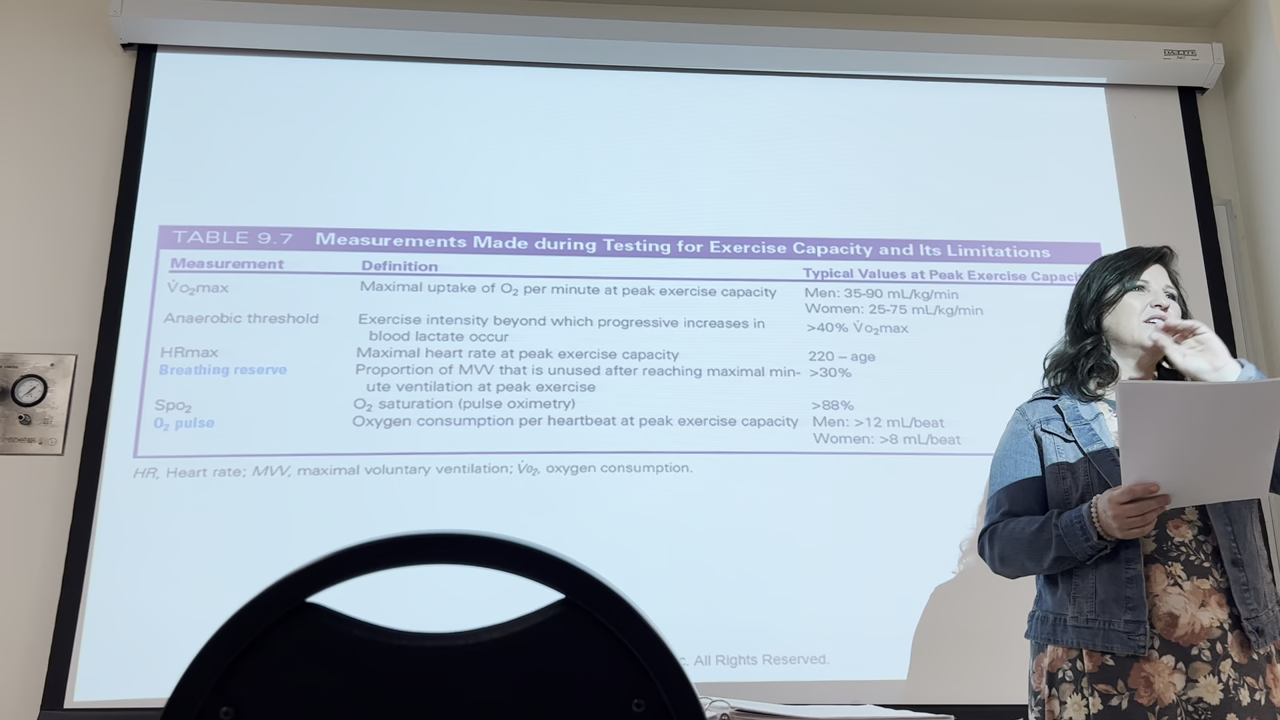 TABLE 9.7 Measurements Made during Testing for Exercise Capacity and Its Limitations
Measurement Definition Typical Values at Peak Exercise
V̇o₂max Maximal uptake of O₂ per minute at peak exercise capacity Men: 35-90 mL/kg/min
Women: 25-75 mL/kg/min
Anaerobic threshold Exercise intensity beyond which progressive increases in >40% V̇o₂max
blood lactate occur
HRmax Maximal heart rate at peak exercise capacity 220 – age
Breathing reserve Proportion of MVV that is unused after reaching maximal min- >30%
ute ventilation at peak exercise
Spo₂ O₂ saturation (pulse oximetry) >88%
O₂ pulse Oxygen consumption per heartbeat at peak exercise capacity Men: >12 mL/beat
Women: >8 mL/beat
HR, Heart rate; MVV, maximal voluntary ventilation; V̇o₂, oxygen consumption.
All Rights Reserved.